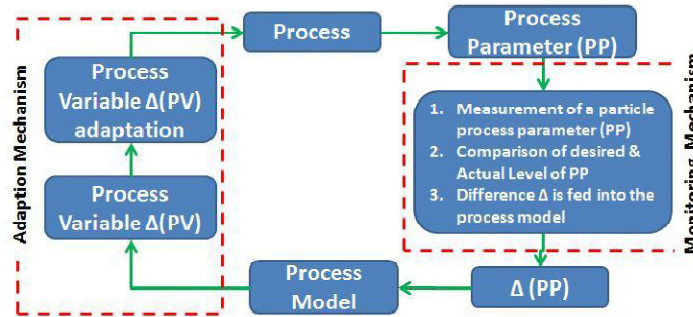 Process
Process
Parameter (PP)
Process
Variable Δ(PV)
adaptation
1. Measurement of a particle
process parameter (PP)
2. Comparison of desired &
Actual Level of PP
3. Difference Δ is fed into the
process model
Process
Variable Δ(PV)
Process
Model
Δ (PP)
Adaption Mechanism
Monitoring Mechanism